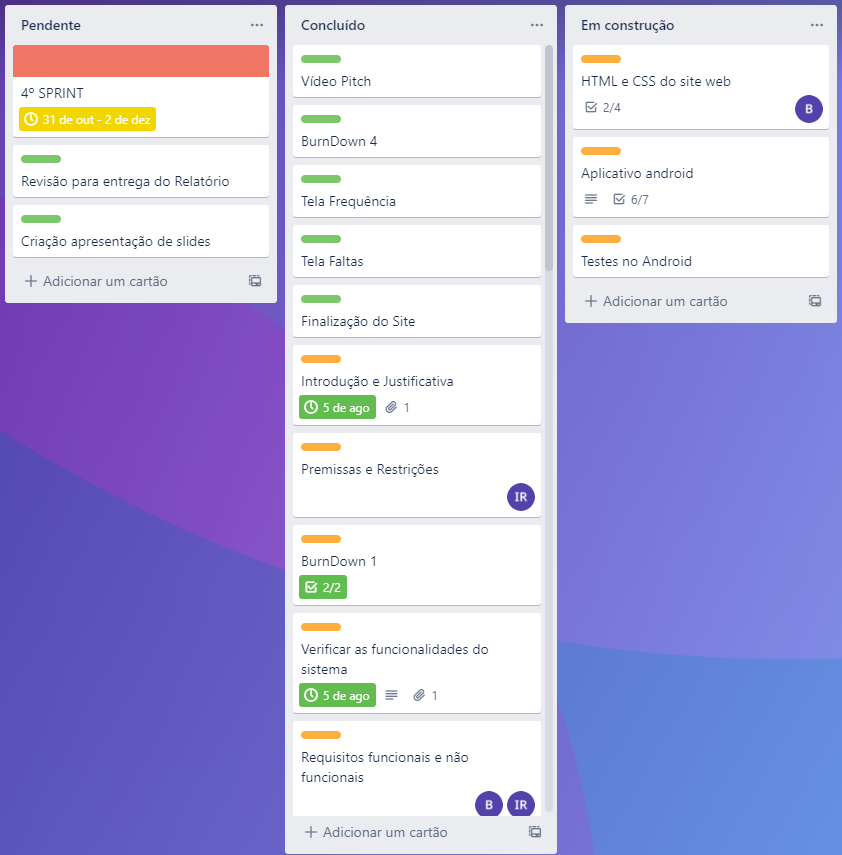 Pendente
4º SPRINT
31 de out - 2 de dez
Revisão para entrega do Relatório
Criação apresentação de slides
Adicionar um cartão
Concluído
Vídeo Pitch
BurnDown 4
Tela Frequência
Tela Faltas
Finalização do Site
Introdução e Justificativa
5 de ago 1
Premissas e Restrições
IR
BurnDown 1
2/2
Verificar as funcionalidades do
sistema
5 de ago 1
Requisitos funcionais e não
funcionais
B IR
Adicionar um cartão
Em construção
HTML e CSS do site web
2/4 B
Aplicativo android
6/7
Testes no Android
Adicionar um cartão